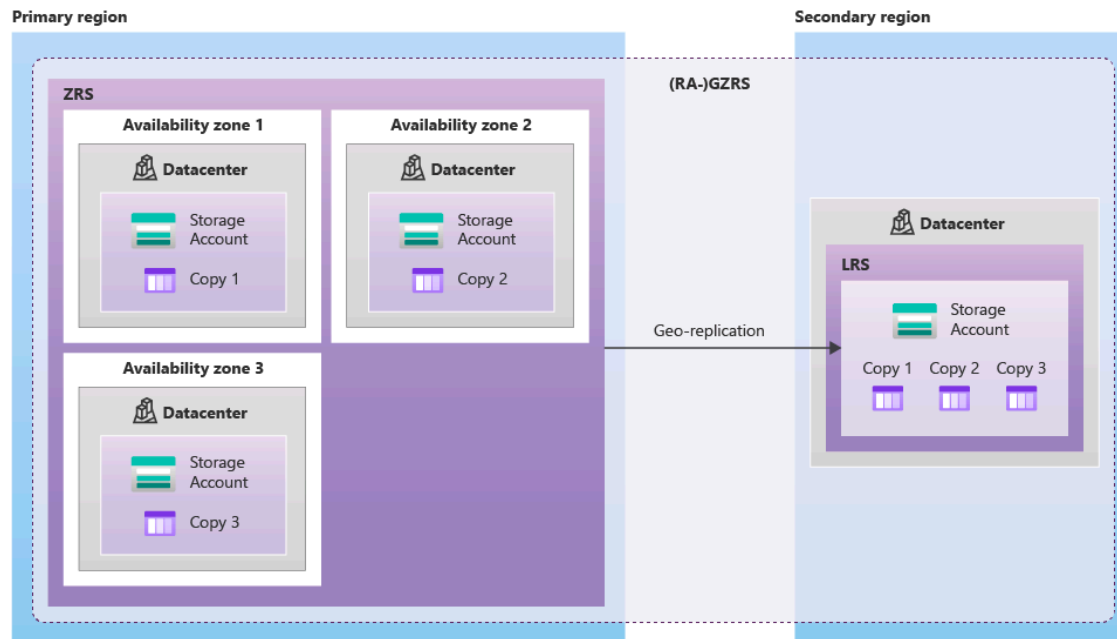 Primary region
Secondary region
(RA-)GZRS
ZRS
Availability zone 1
Datacenter
Storage
Account
Copy 1
Availability zone 2
Datacenter
Storage
Account
Copy 2
Availability zone 3
Datacenter
Storage
Account
Copy 3
Geo-replication
Datacenter
LRS
Storage
Account
Copy 1 Copy 2 Copy 3